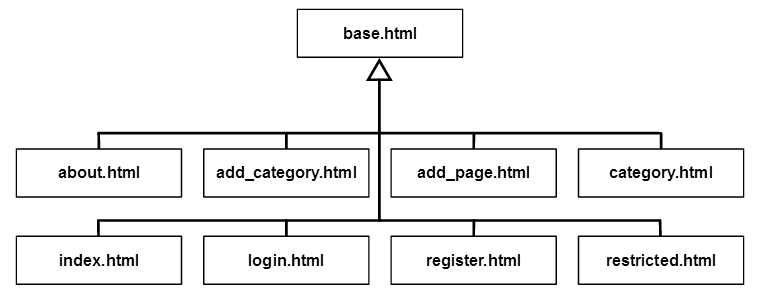 base.html
about.html
add_category.html
add_page.html
category.html
index.html
login.html
register.html
restricted.html